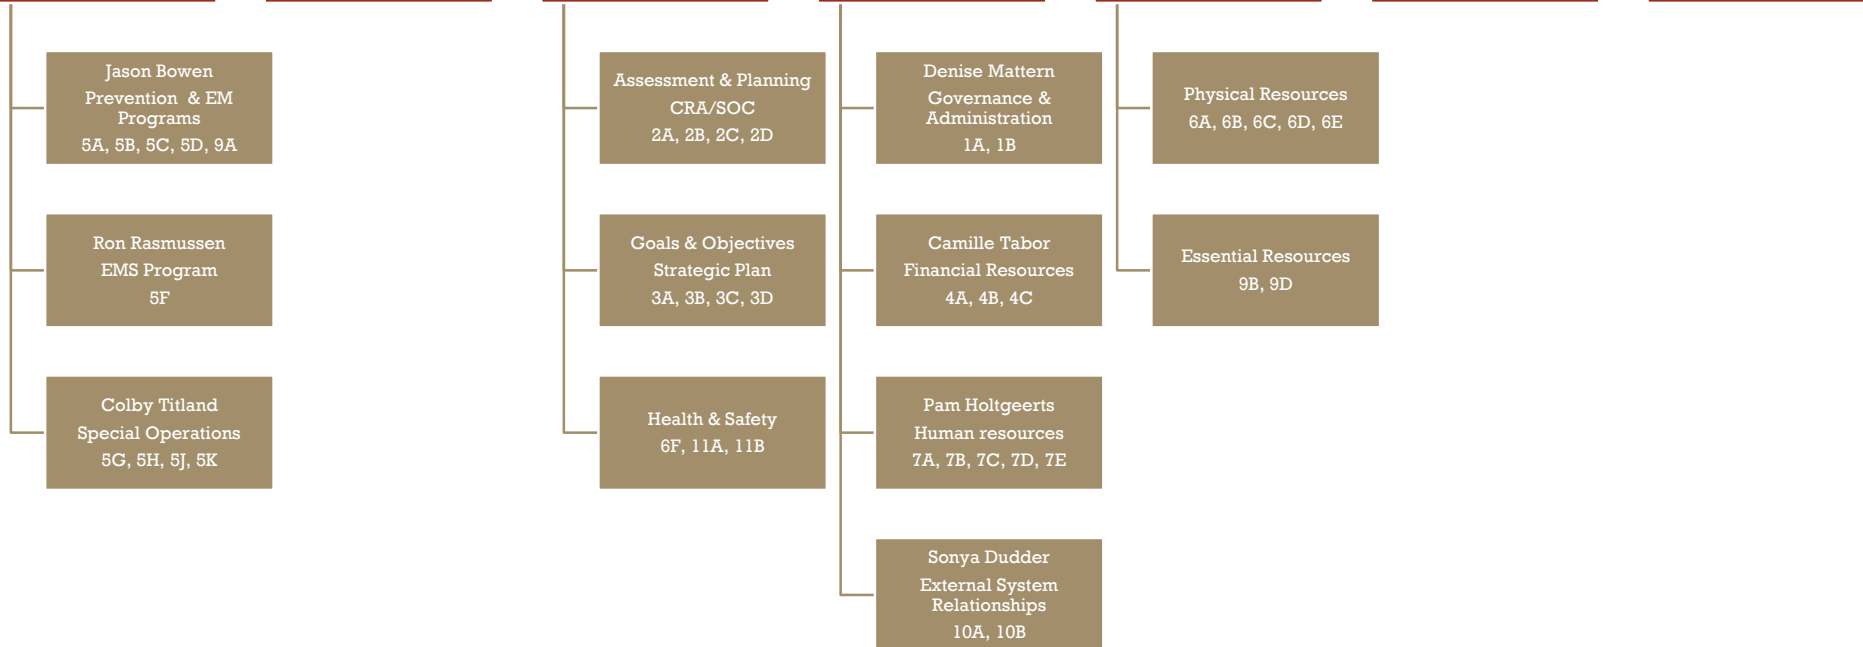 Jason Bowen
Prevention & EM
Programs
5A, 5B, 5C, 5D, 9A
Ron Rasmussen
EMS Program
5F
Colby Titland
Special Operations
5G, 5H, 5J, 5K
Assessment & Planning
CRA/SOC
2A, 2B, 2C, 2D
Goals & Objectives
Strategic Plan
3A, 3B, 3C, 3D
Health & Safety
6F, 11A, 11B
Denise Mattern
Governance &
Administration
1A, 1B
Camille Tabor
Financial Resources
4A, 4B, 4C
Pam Holtgeerts
Human resources
7A, 7B, 7C, 7D, 7E
Sonya Dudder
External System
Relationships
10A, 10B
Physical Resources
6A, 6B, 6C, 6D, 6E
Essential Resources
9B, 9D